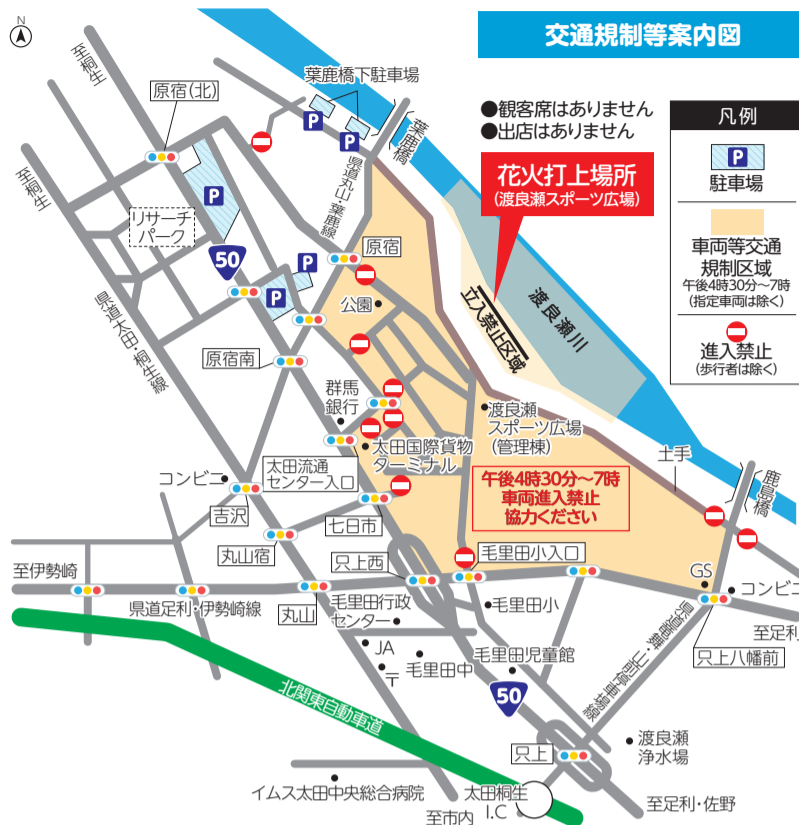 N
交通規制等案内図
●観客席はありません
●出店はありません
花火打上場所
(渡良瀬スポーツ広場)
凡例
P
駐車場
車両等交通
規制区域
午後4時30分~7時
(指定車両は除く)
進入禁止
(歩行者は除く)
至桐生
原宿(北)
葉鹿橋下駐車場
P
P
葉鹿橋
県道丸山・葉鹿線
至桐生
P
リサーチ
パーク
50
原宿
P
P
公園
立入禁止区域
渡良瀬川
県道太田・桐生線
原宿南
群馬
銀行
渡良瀬
スポーツ広場
(管理棟)
太田国際貨物
ターミナル
太田流通
センター入口
午後4時30分~7時
車両進入禁止
協力ください
土手
鹿島橋
コンビニ
吉沢
七日市
丸山宿
只上西
毛里田小入口
GS
コンビニ
至伊勢崎
県道足利・伊勢崎線
丸山
毛里田行政
センター
毛里田小
至足利
只上八幡前
JA
〒
毛里田中
毛里田児童館
50
北関東自動車道
只上
渡良瀬
浄水場
イムス太田中央総合病院
太田桐生
I.C
至市内
至足利・佐野